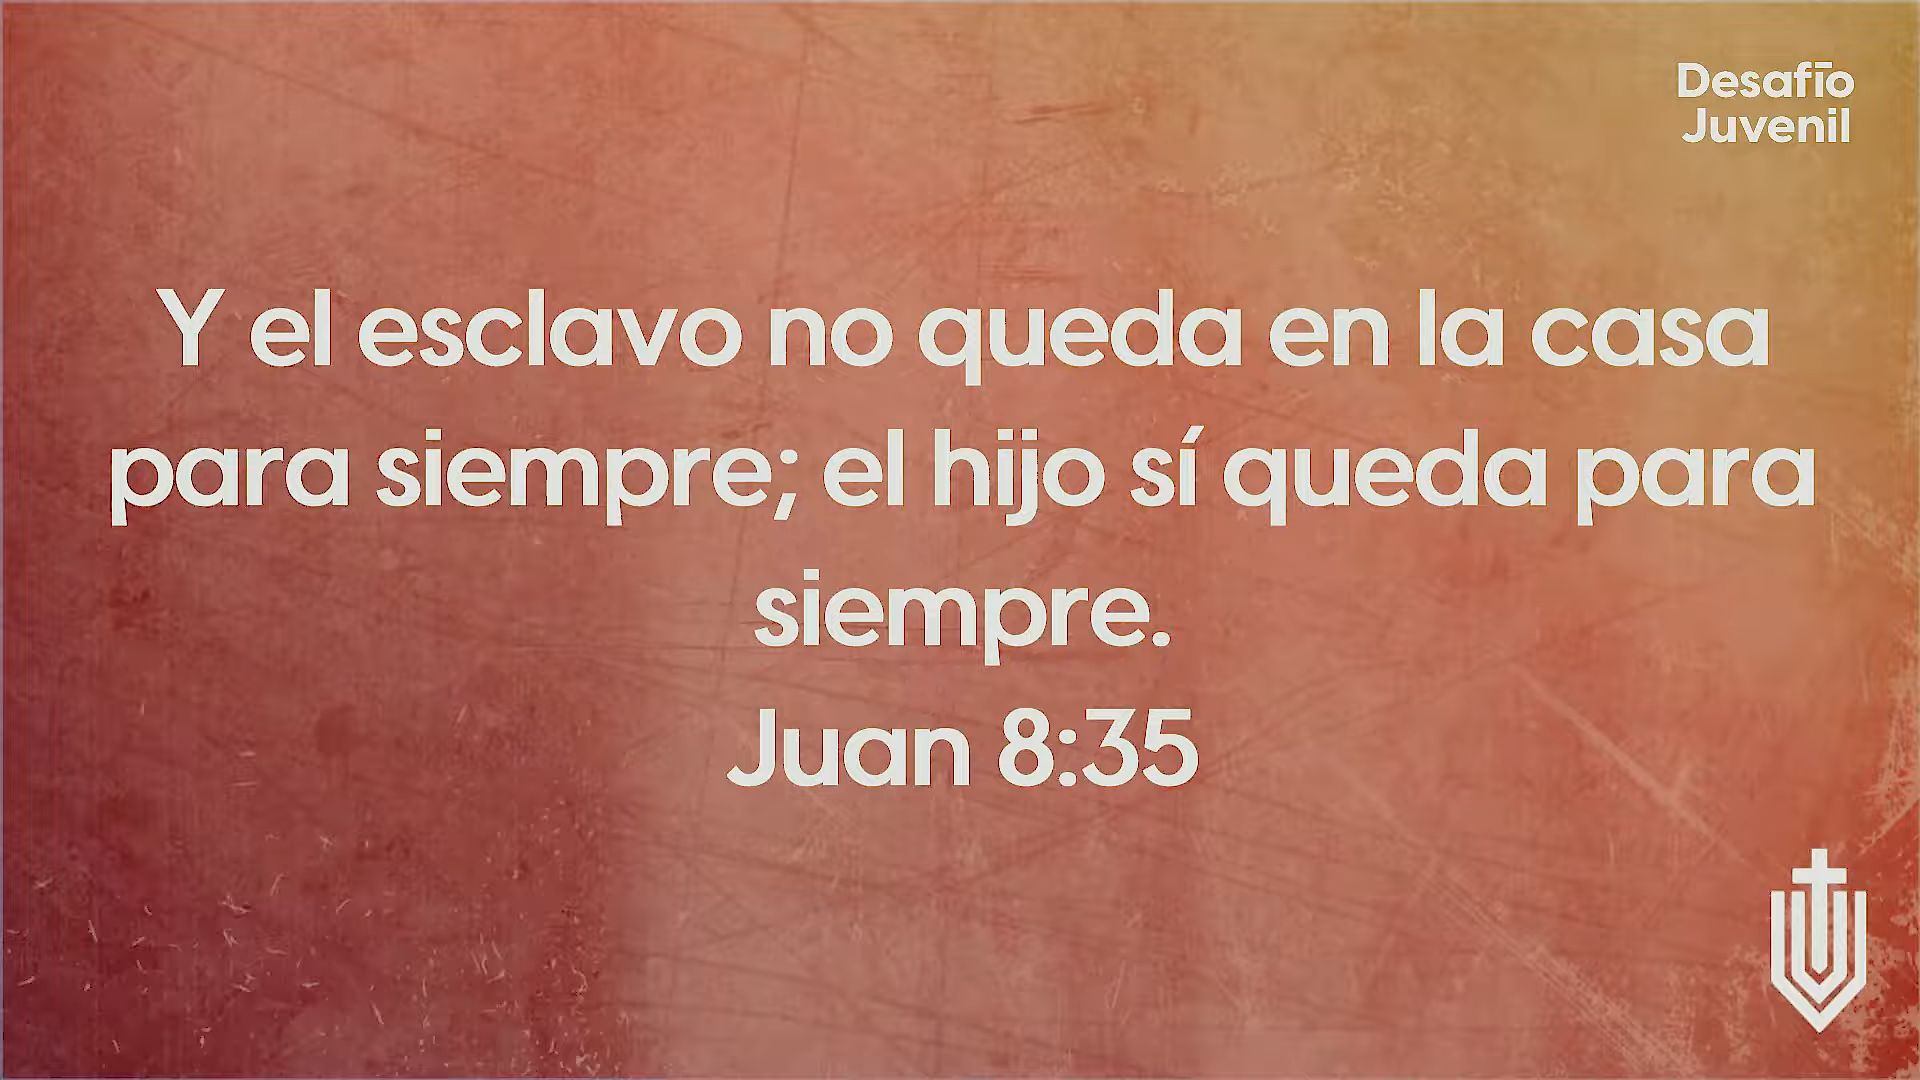 Desafío
Juvenil
Y el esclavo no queda en la casa
para siempre; el hijo sí queda para
siempre.
Juan 8:35